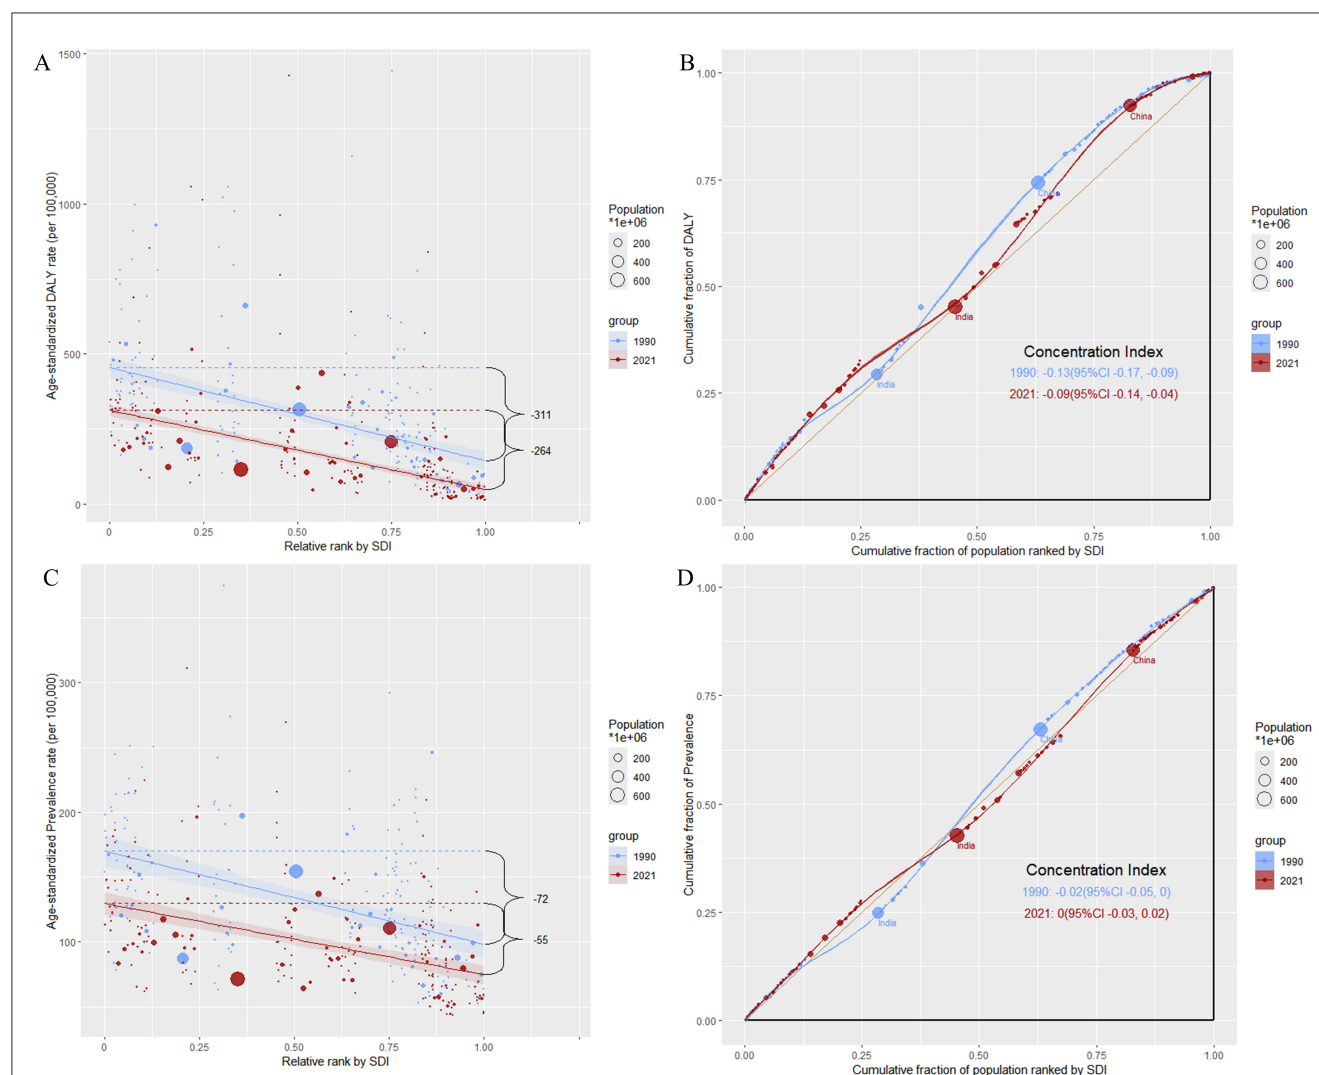 A
Age-standardized DALY rate (per 100,000)
1500
1000
500
0
0
0.25
0.50
0.75
1.00
Relative rank by SDI
-311
-264
Population
*1e+06
200
400
600
group
1990
2021
B
Cumulative fraction of DALY
1.00
0.75
0.50
0.25
0.00
0.00
0.25
0.50
0.75
1.00
Cumulative fraction of population ranked by SDI
China
China
India
India
Concentration Index
1990: -0.13(95%CI -0.17, -0.09)
2021: -0.09(95%CI -0.14, -0.04)
Population
*1e+06
200
400
600
group
1990
2021
C
Age-standardized Prevalence rate (per 100,000)
300
200
100
0
0.25
0.50
0.75
1.00
Relative rank by SDI
-72
-55
Population
*1e+06
200
400
600
group
1990
2021
D
Cumulative fraction of Prevalence
1.00
0.75
0.50
0.25
0.00
0.00
0.25
0.50
0.75
1.00
Cumulative fraction of population ranked by SDI
China
China
India
India
Concentration Index
1990: -0.02(95%CI -0.05, 0)
2021: 0(95%CI -0.03, 0.02)
Population
*1e+06
200
400
600
group
1990
2021